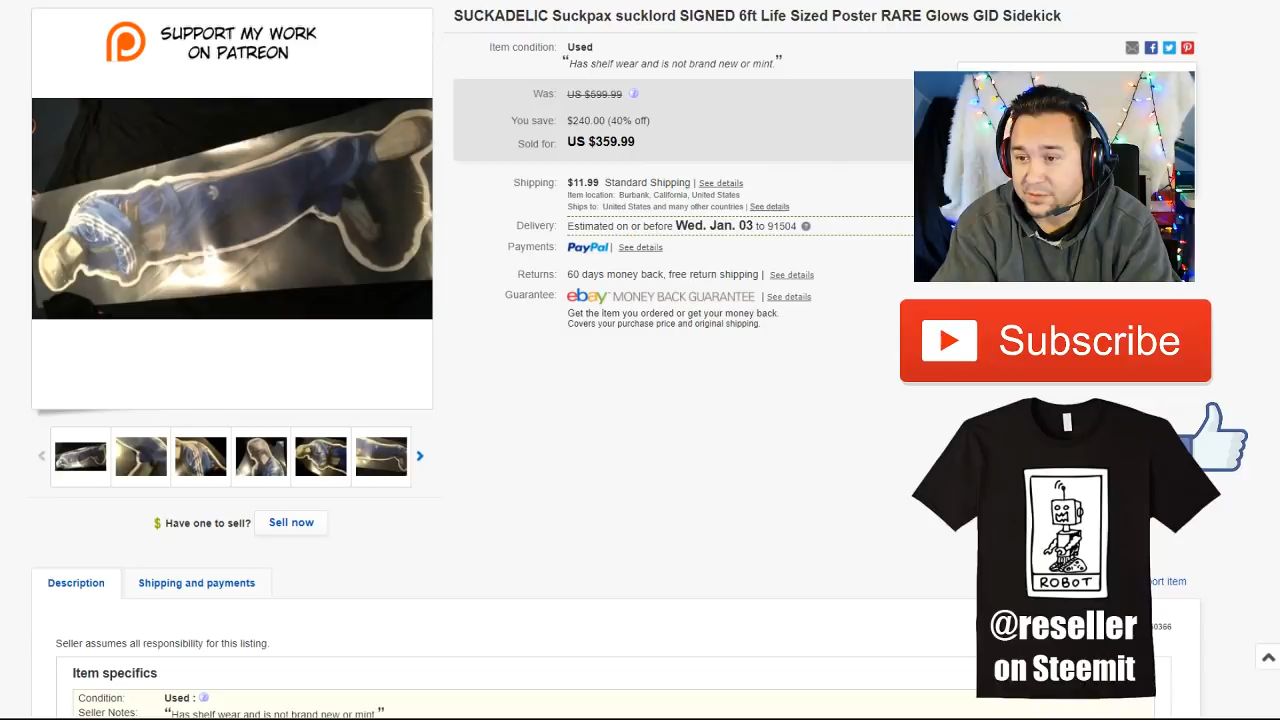 SUPPORT MY WORK
ON PATREON
SUCKADELIC Suckpax sucklord SIGNED 6ft Life Sized Poster RARE Glows GID Sidekick
Item condition: Used
“Has shelf wear and is not brand new or mint.”
Was: US $599.99
You save: $240.00 (40% off)
Sold for: US $359.99
Shipping: $11.99 Standard Shipping | See details
Item location: Burbank, California, United States
Ships to: United States and many other countries | See details
Delivery: Estimated on or before Wed. Jan. 03 to 91504
Payments: PayPal | See details
Returns: 60 days money back, free return shipping | See details
Guarantee: ebay MONEY BACK GUARANTEE | See details
Get the item you ordered or get your money back.
Covers your purchase price and original shipping.
Subscribe
$ Have one to sell? Sell now
ROBOT
@reseller
on Steemit
Description
Shipping and payments
ort item
0366
Seller assumes all responsibility for this listing.
Item specifics
Condition: Used :
Seller Notes: “Has shelf wear and is not brand new or mint.”